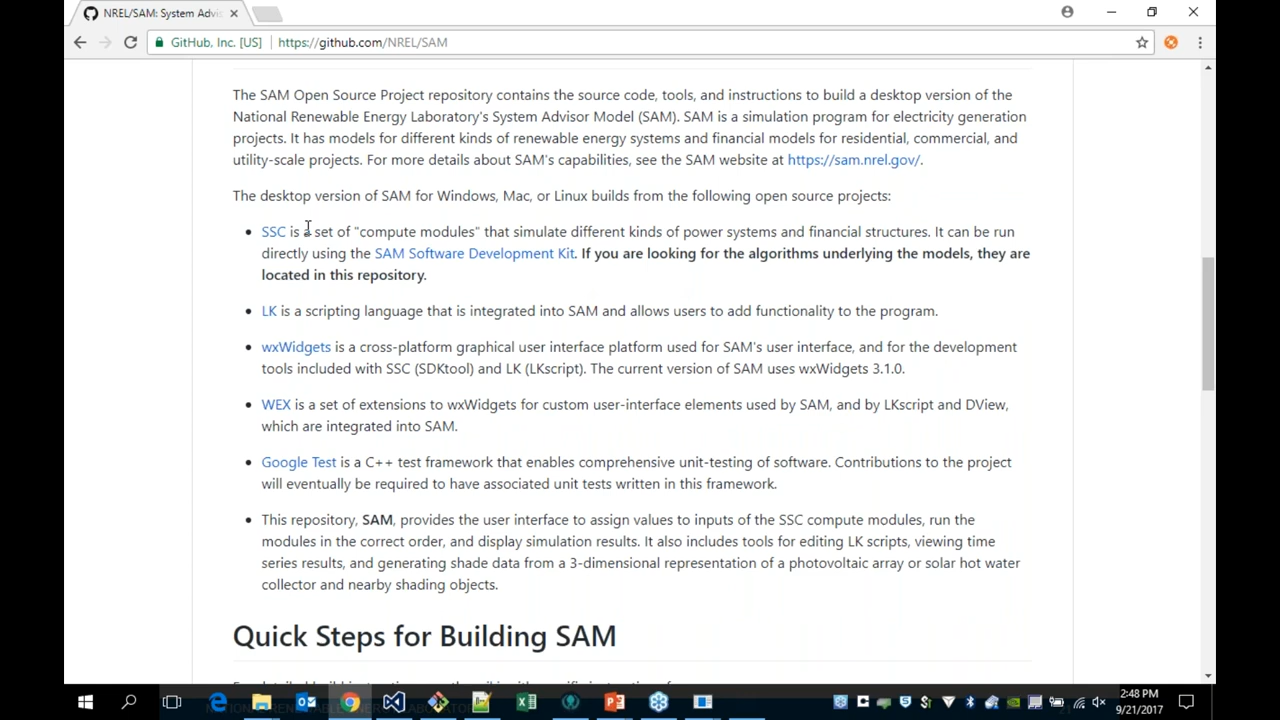 NREL/SAM: System Advis
GitHub, Inc. [US] https://github.com/NREL/SAM
The SAM Open Source Project repository contains the source code, tools, and instructions to build a desktop version of the
National Renewable Energy Laboratory's System Advisor Model (SAM). SAM is a simulation program for electricity generation
projects. It has models for different kinds of renewable energy systems and financial models for residential, commercial, and
utility-scale projects. For more details about SAM's capabilities, see the SAM website at https://sam.nrel.gov/.
The desktop version of SAM for Windows, Mac, or Linux builds from the following open source projects:
SSC is a set of "compute modules" that simulate different kinds of power systems and financial structures. It can be run
directly using the SAM Software Development Kit. If you are looking for the algorithms underlying the models, they are
located in this repository.
LK is a scripting language that is integrated into SAM and allows users to add functionality to the program.
wxWidgets is a cross-platform graphical user interface platform used for SAM's user interface, and for the development
tools included with SSC (SDKtool) and LK (LKscript). The current version of SAM uses wxWidgets 3.1.0.
WEX is a set of extensions to wxWidgets for custom user-interface elements used by SAM, and by LKscript and DView,
which are integrated into SAM.
Google Test is a C++ test framework that enables comprehensive unit-testing of software. Contributions to the project
will eventually be required to have associated unit tests written in this framework.
This repository, SAM, provides the user interface to assign values to inputs of the SSC compute modules, run the
modules in the correct order, and display simulation results. It also includes tools for editing LK scripts, viewing time
series results, and generating shade data from a 3-dimensional representation of a photovoltaic array or solar hot water
collector and nearby shading objects.
Quick Steps for Building SAM
2:48 PM
9/21/2017